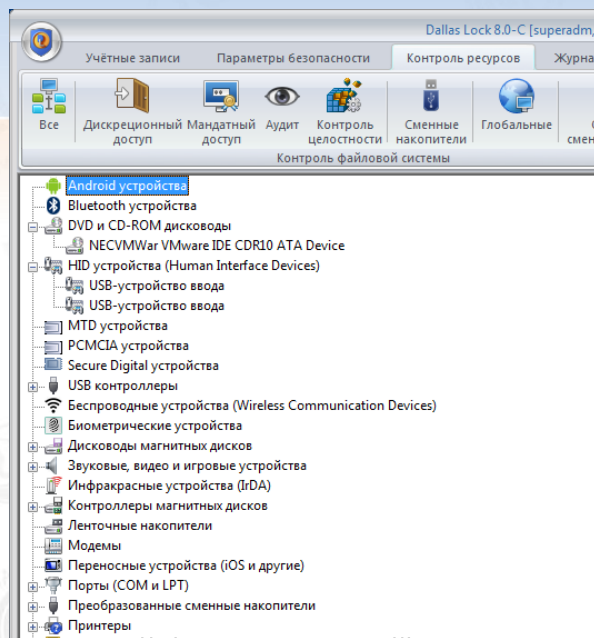 Dallas Lock 8.0-C [superadm,
Учётные записи Параметры безопасности Контроль ресурсов Журна
Все Дискреционный доступ Мандатный доступ Аудит Контроль целостности Сменные накопители Глобальные
смен
Контроль файловой системы
Android устройства
Bluetooth устройства
DVD и CD-ROM дисководы
NECVMWar VMware IDE CDR10 ATA Device
HID устройства (Human Interface Devices)
USB-устройство ввода
USB-устройство ввода
MTD устройства
PCMCIA устройства
Secure Digital устройства
USB контроллеры
Беспроводные устройства (Wireless Communication Devices)
Биометрические устройства
Дисководы магнитных дисков
Звуковые, видео и игровые устройства
Инфракрасные устройства (IrDA)
Контроллеры магнитных дисков
Ленточные накопители
Модемы
Переносные устройства (iOS и другие)
Порты (COM и LPT)
Преобразованные сменные накопители
Принтеры